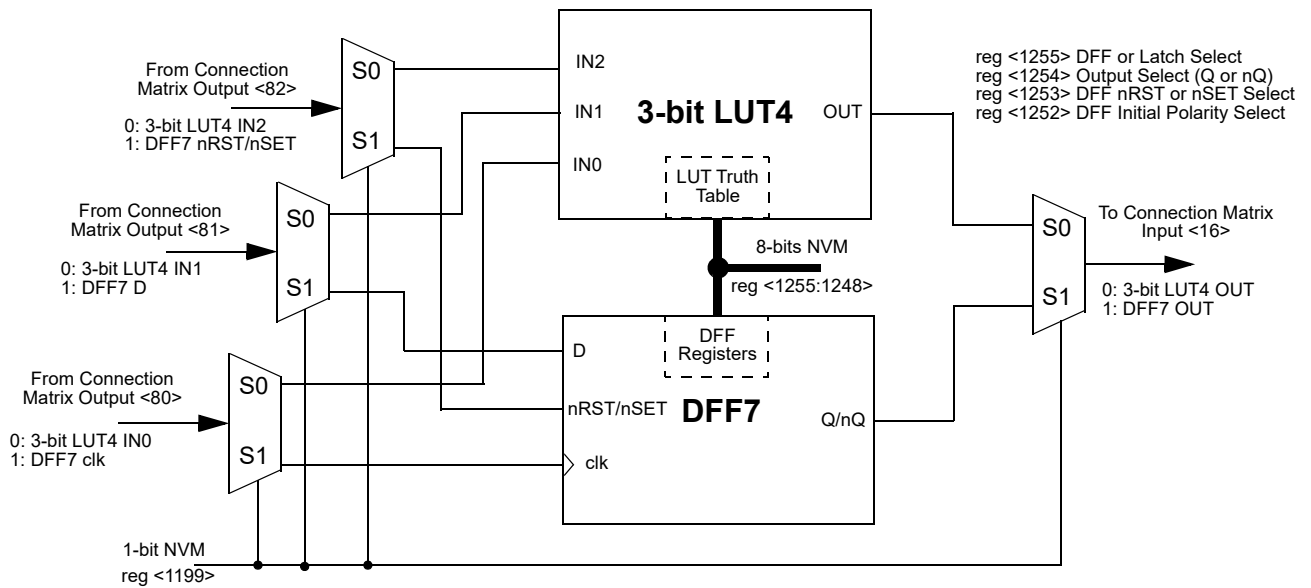 From Connection
Matrix Output <82>
0: 3-bit LUT4 IN2
1: DFF7 nRST/nSET
S0
S1
From Connection
Matrix Output <81>
0: 3-bit LUT4 IN1
1: DFF7 D
S0
S1
From Connection
Matrix Output <80>
0: 3-bit LUT4 IN0
1: DFF7 clk
S0
S1
1-bit NVM
reg <1199>
IN2
IN1
IN0
3-bit LUT4
OUT
LUT Truth
Table
8-bits NVM
reg <1255:1248>
DFF
Registers
D
nRST/nSET
clk
DFF7
Q/nQ
reg <1255> DFF or Latch Select
reg <1254> Output Select (Q or nQ)
reg <1253> DFF nRST or nSET Select
reg <1252> DFF Initial Polarity Select
S0
S1
To Connection Matrix
Input <16>
0: 3-bit LUT4 OUT
1: DFF7 OUT